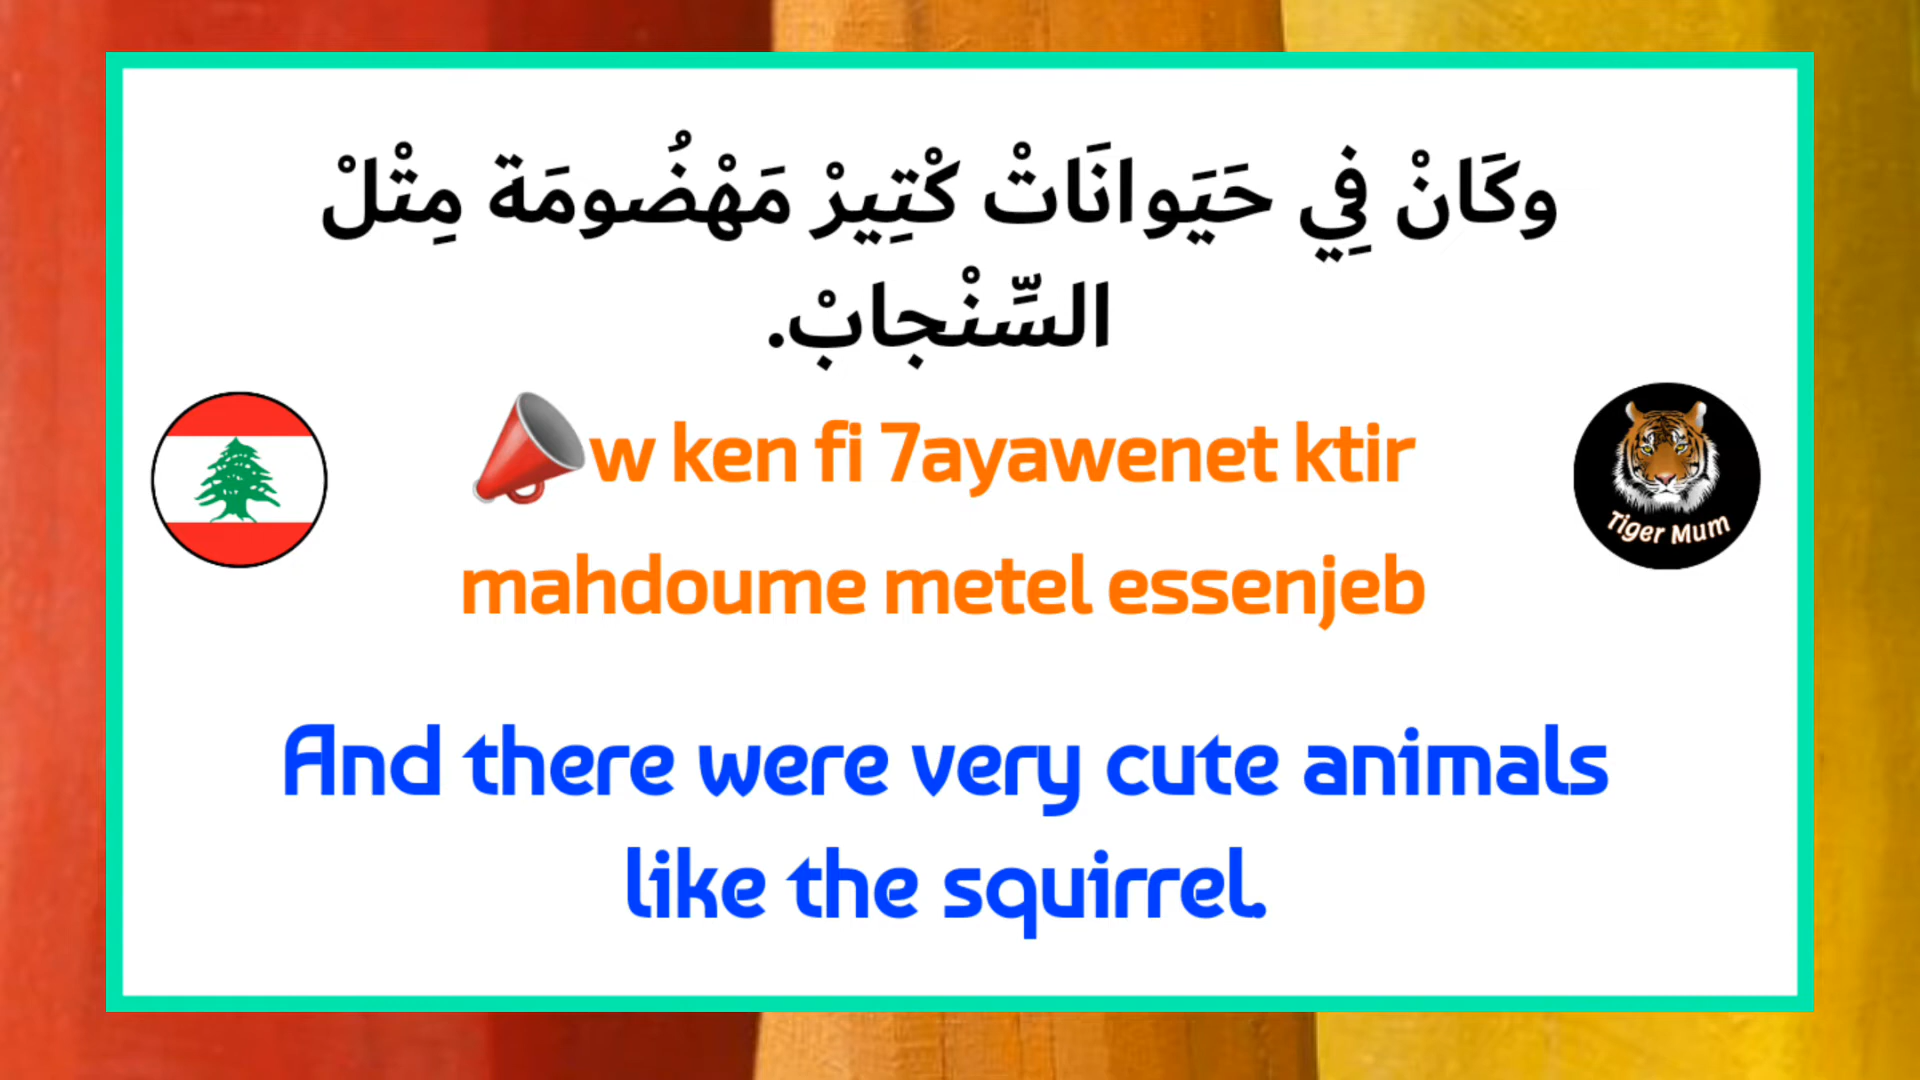 وكَانْ فِي حَيَوانَاتْ كْتِيرْ مَهْضُومَة مِتْلْ
السِّنْجابْ.
w ken fi 7ayawenet ktir
mahdoume metel essenjeb
Tiger Mum
And there were very cute animals
like the squirrel.